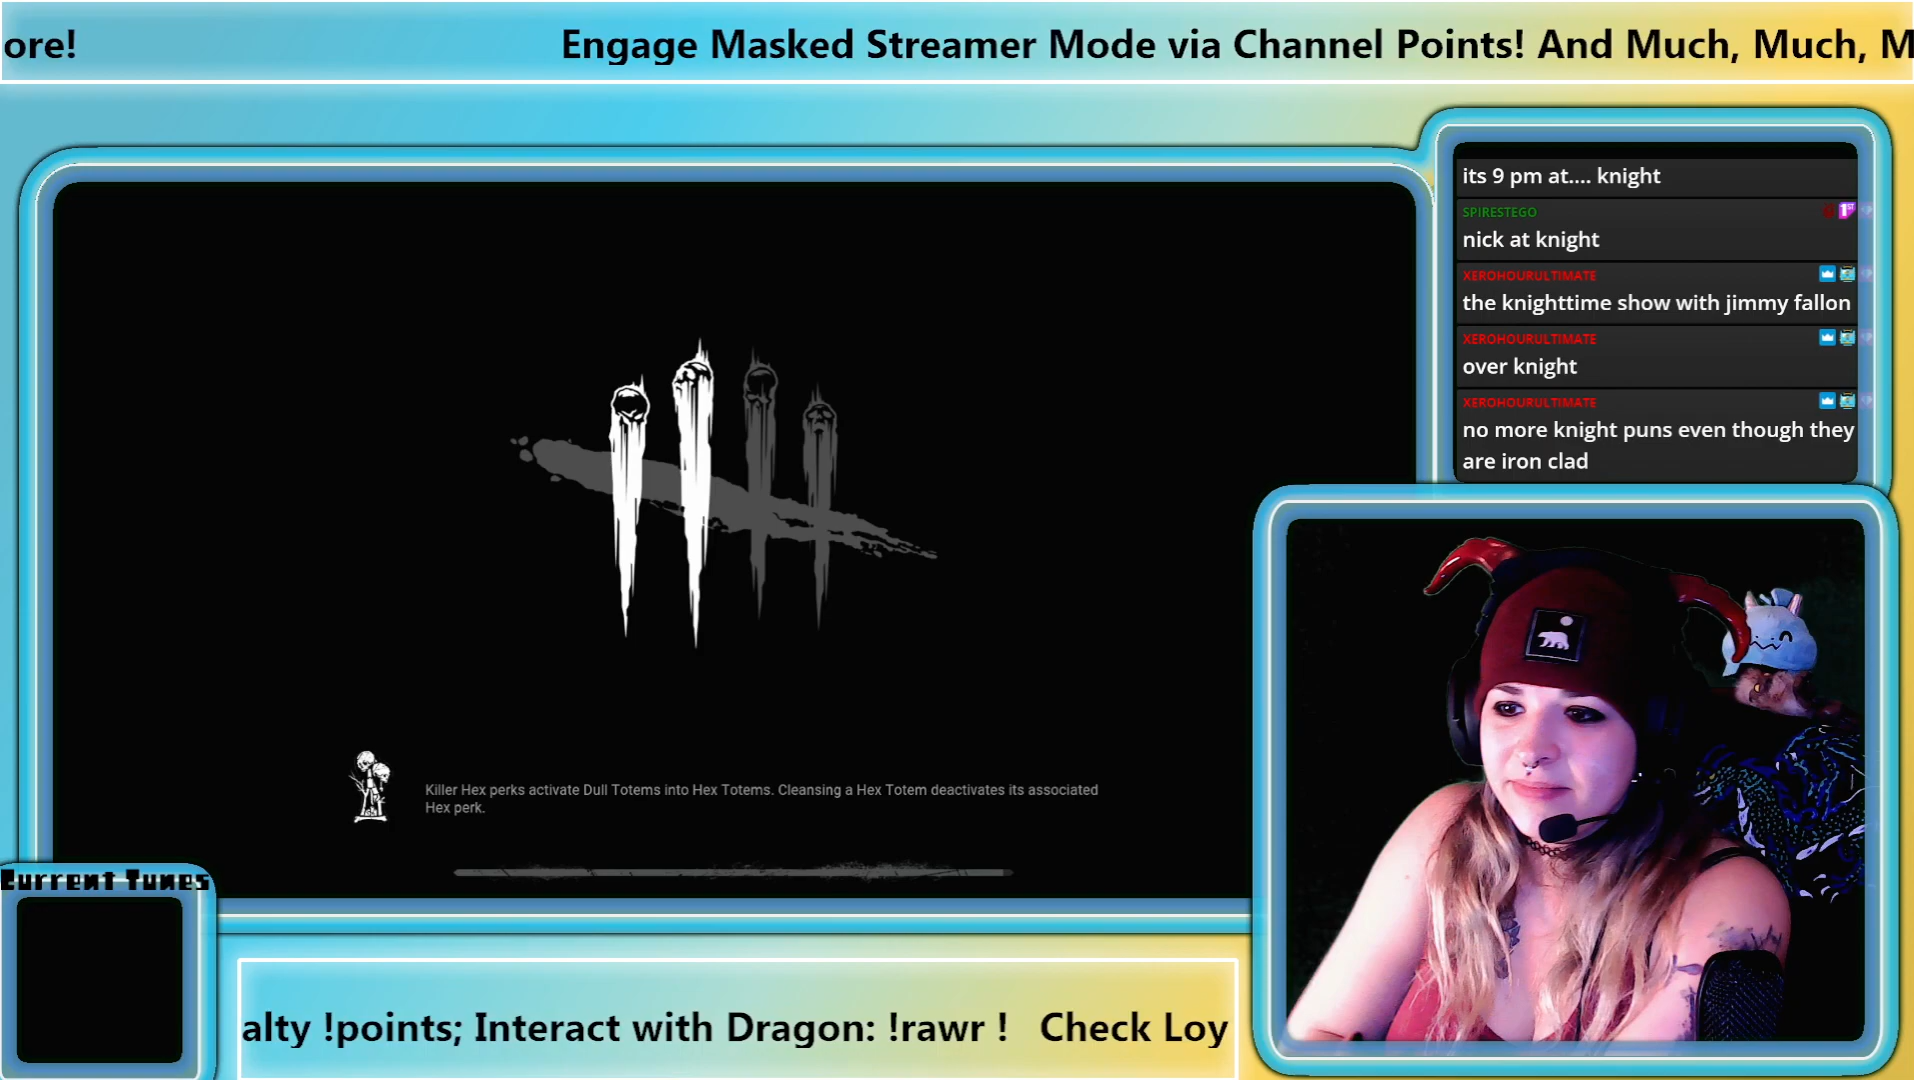 ore! Engage Masked Streamer Mode via Channel Points! And Much, Much, M
its 9 pm at.... knight
SPIRESTEGO
nick at knight
XEROHOURULTIMATE
the knighttime show with jimmy fallon
XEROHOURULTIMATE
over knight
XEROHOURULTIMATE
no more knight puns even though they
are iron clad
Killer Hex perks activate Dull Totems into Hex Totems. Cleansing a Hex Totem deactivates its associated
Hex perk.
Current Tunes
alty !points; Interact with Dragon: !rawr ! Check Loy